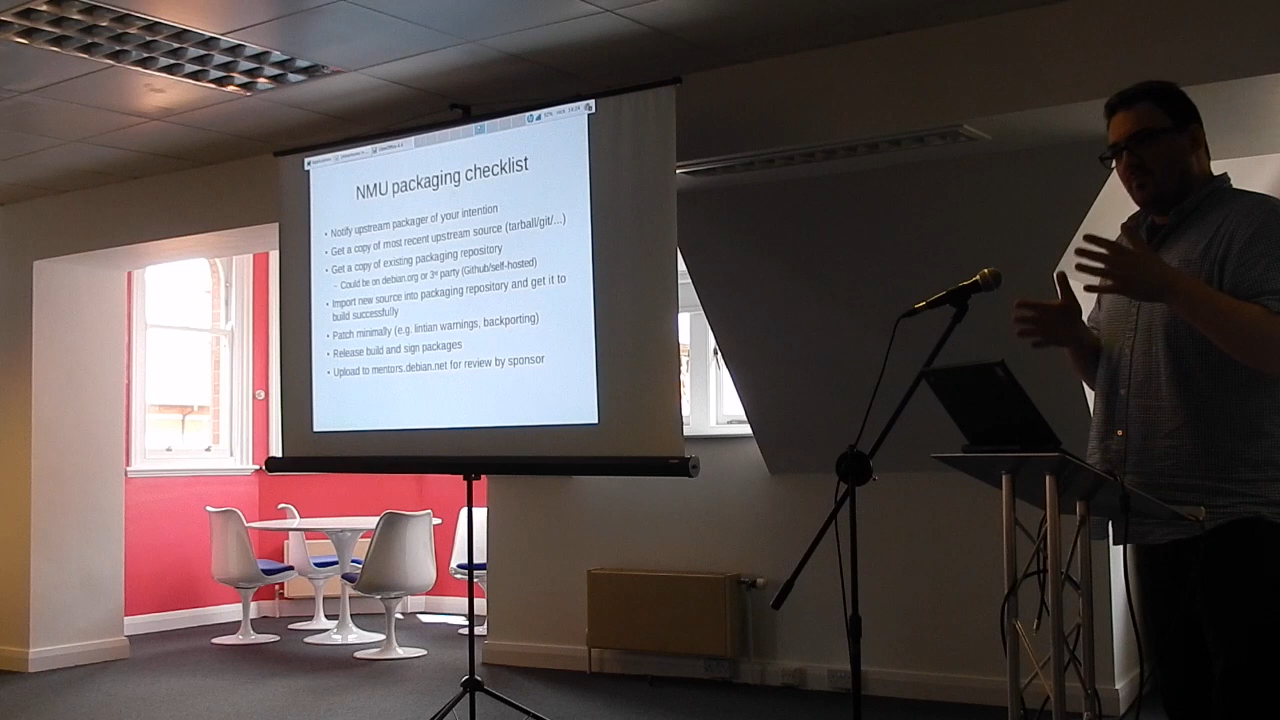 NMU packaging checklist
• Notify upstream packager of your intention
• Get a copy of most recent upstream source (tarball/git/...)
• Get a copy of existing packaging repository
– Could be on debian.org or 3rd party (Github/self-hosted)
• Import new source into packaging repository and get it to
build successfully
• Patch minimally (e.g. lintian warnings, backporting)
• Release build and sign packages
• Upload to mentors.debian.net for review by sponsor